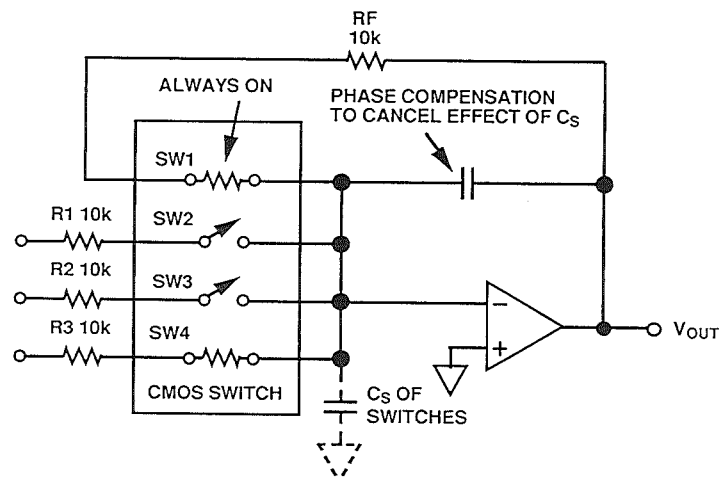 RF
10k
ALWAYS ON
PHASE COMPENSATION
TO CANCEL EFFECT OF CS
SW1
R1 10k
SW2
R2 10k
SW3
R3 10k
SW4
CMOS SWITCH
CS OF
SWITCHES
−
+
VOUT